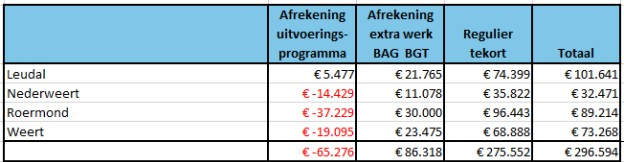 Afrekening uitvoerings- programma Afrekening extra werk BAG BGT Regulier tekort Totaal
Leudal € 5.477 € 21.765 € 74.399 € 101.641
Nederweert € -14.429 € 11.078 € 35.822 € 32.471
Roermond € -37.229 € 30.000 € 96.443 € 89.214
Weert € -19.095 € 23.475 € 68.888 € 73.268
€ -65.276 € 86.318 € 275.552 € 296.594